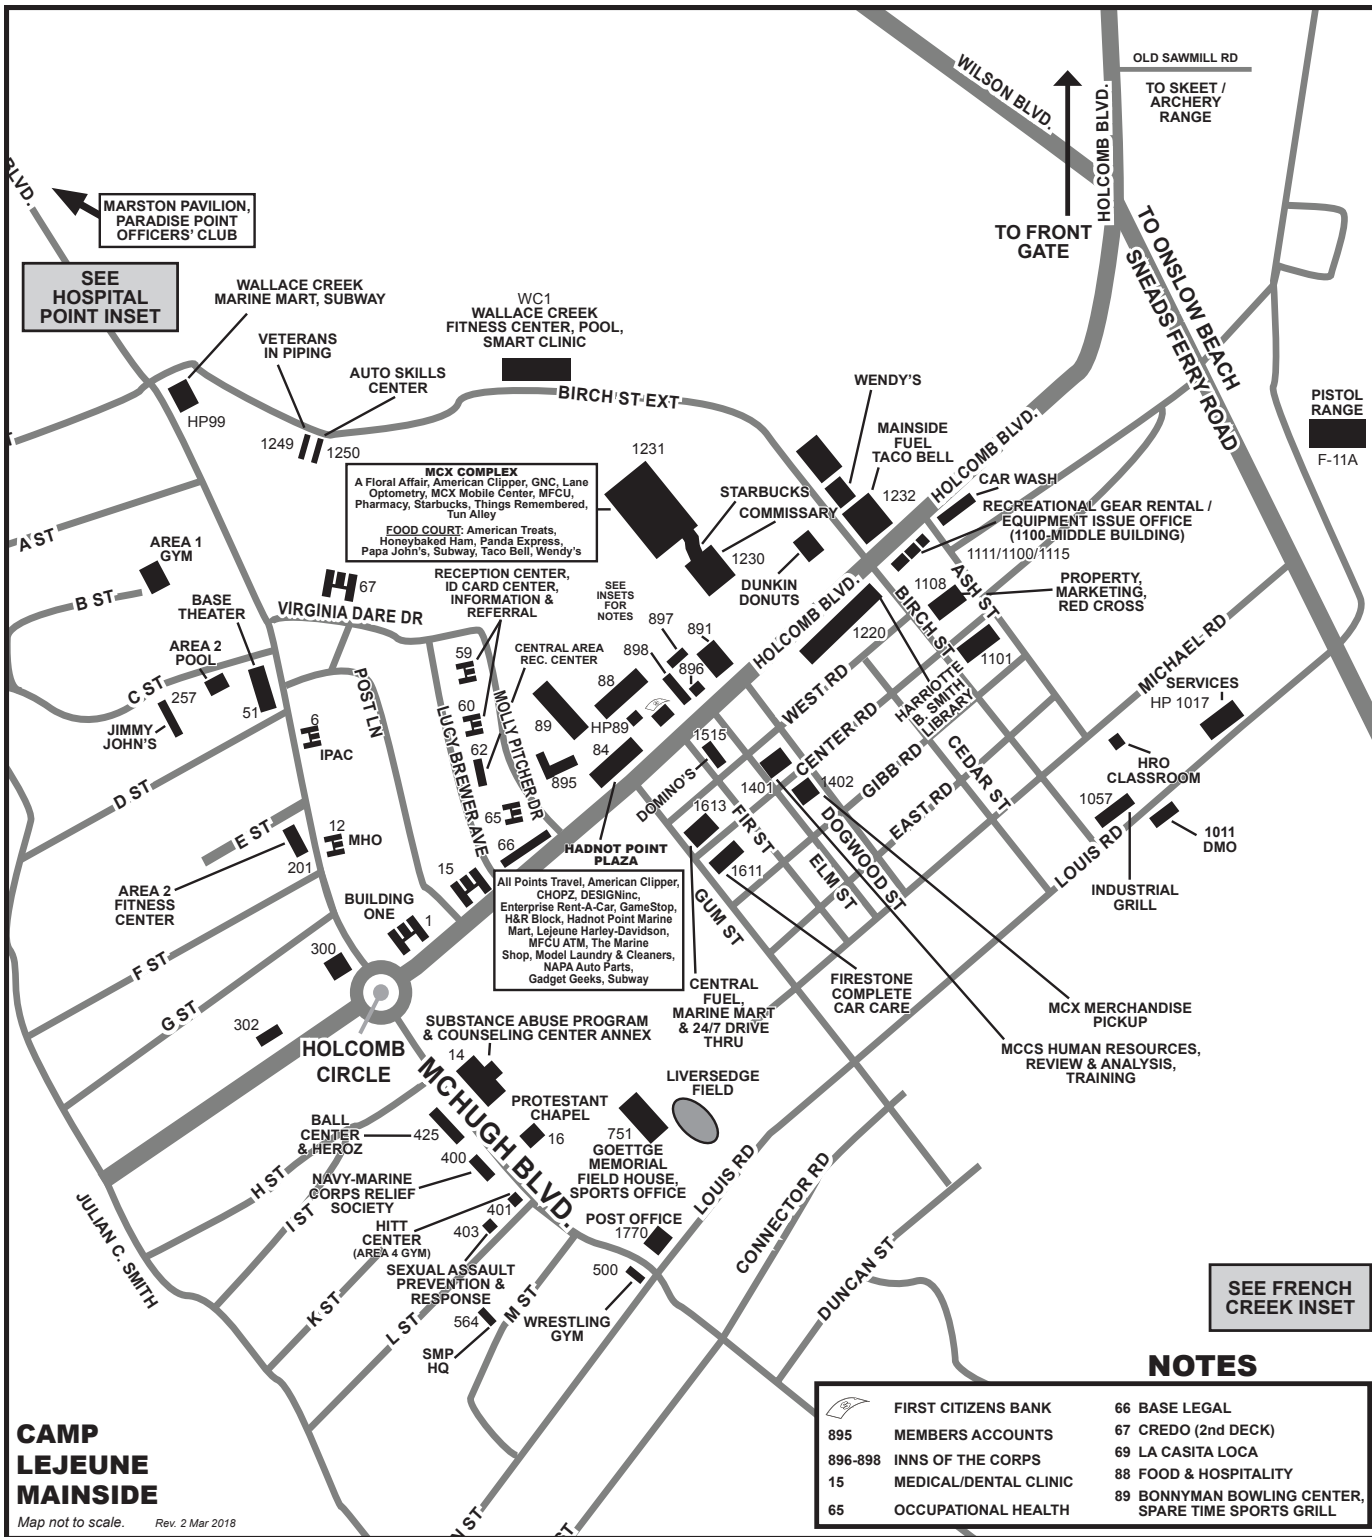 WILSON BLVD.
HOLCOMB BLVD.
OLD SAWMILL RD
TO SKEET /
ARCHERY
RANGE
TO FRONT
GATE
BLVD.
MARSTON PAVILION,
PARADISE POINT
OFFICERS' CLUB
SEE
HOSPITAL
POINT INSET
WALLACE CREEK
MARINE MART, SUBWAY
HP99
VETERANS
IN PIPING
1249
AUTO SKILLS
CENTER
1250
WC1
WALLACE CREEK
FITNESS CENTER, POOL,
SMART CLINIC
BIRCH ST EXT
TO ONSLOW BEACH
SNEADS FERRY ROAD
PISTOL
RANGE
F-11A
WENDY'S
MAINSIDE
FUEL
TACO BELL
1232
HOLCOMB BLVD.
CAR WASH
RECREATIONAL GEAR RENTAL /
EQUIPMENT ISSUE OFFICE
(1100-MIDDLE BUILDING)
1111/1100/1115
1231
MCX COMPLEX
A Floral Affair, American Clipper, GNC, Lane
Optometry, MCX Mobile Center, MFCU,
Pharmacy, Starbucks, Things Remembered,
Tun Alley
FOOD COURT: American Treats,
Honeybaked Ham, Panda Express,
Papa John's, Subway, Taco Bell, Wendy's
STARBUCKS
COMMISSARY
1230
DUNKIN
DONUTS
A ST
AREA 1
GYM
B ST
67
VIRGINIA DARE DR
BASE
THEATER
AREA 2
POOL
C ST
257
JIMMY
JOHN'S
51
RECEPTION CENTER,
ID CARD CENTER,
INFORMATION &
REFERRAL
SEE
INSETS
FOR
NOTES
897
891
898
896
CENTRAL AREA
REC. CENTER
88
89
HP89
84
895
59
60
62
65
66
LUCY BREWER AVE
MOLLY PITCHER DR
POST LN
6
IPAC
D ST
E ST
12
MHO
201
AREA 2
FITNESS
CENTER
BUILDING
ONE
1
15
HOLCOMB BLVD.
1220
BIRCH ST
ASH ST
1108
PROPERTY,
MARKETING,
RED CROSS
1101
HARRIOTTE
B. SMITH
LIBRARY
WEST RD
CENTER RD
GIBB RD
EAST RD
CEDAR ST
MICHAEL RD
SERVICES
HP 1017
HRO
CLASSROOM
1057
1011
DMO
LOUIS RD
INDUSTRIAL
GRILL
1515
DOMINO'S
1401
1402
1613
FIR ST
1611
ELM ST
DOGWOOD ST
GUM ST
HADNOT POINT
PLAZA
All Points Travel, American Clipper,
CHOPZ, DESIGNinc,
Enterprise Rent-A-Car, GameStop,
H&R Block, Hadnot Point Marine
Mart, Lejeune Harley-Davidson,
MFCU ATM, The Marine
Shop, Model Laundry & Cleaners,
NAPA Auto Parts,
Gadget Geeks, Subway
CENTRAL
FUEL,
MARINE MART
& 24/7 DRIVE
THRU
FIRESTONE
COMPLETE
CAR CARE
MCX MERCHANDISE
PICKUP
MCCS HUMAN RESOURCES,
REVIEW & ANALYSIS,
TRAINING
F ST
G ST
300
302
HOLCOMB
CIRCLE
SUBSTANCE ABUSE PROGRAM
& COUNSELING CENTER ANNEX
14
MCHUGH BLVD.
PROTESTANT
CHAPEL
16
LIVERSEDGE
FIELD
751
GOETTGE
MEMORIAL
FIELD HOUSE,
SPORTS OFFICE
BALL
CENTER
& HEROZ
425
400
NAVY-MARINE
CORPS RELIEF
SOCIETY
401
HITT
CENTER
(AREA 4 GYM)
403
SEXUAL ASSAULT
PREVENTION &
RESPONSE
564
SMP
HQ
POST OFFICE
1770
500
WRESTLING
GYM
LOUIS RD
CONNECTOR RD
DUNCAN ST
H ST
I ST
K ST
L ST
M ST
JULIAN C. SMITH
N ST
ST
SEE FRENCH
CREEK INSET
NOTES
FIRST CITIZENS BANK
895 MEMBERS ACCOUNTS
896-898 INNS OF THE CORPS
15 MEDICAL/DENTAL CLINIC
65 OCCUPATIONAL HEALTH
66 BASE LEGAL
67 CREDO (2nd DECK)
69 LA CASITA LOCA
88 FOOD & HOSPITALITY
89 BONNYMAN BOWLING CENTER,
SPARE TIME SPORTS GRILL
CAMP
LEJEUNE
MAINSIDE
Map not to scale. Rev. 2 Mar 2018